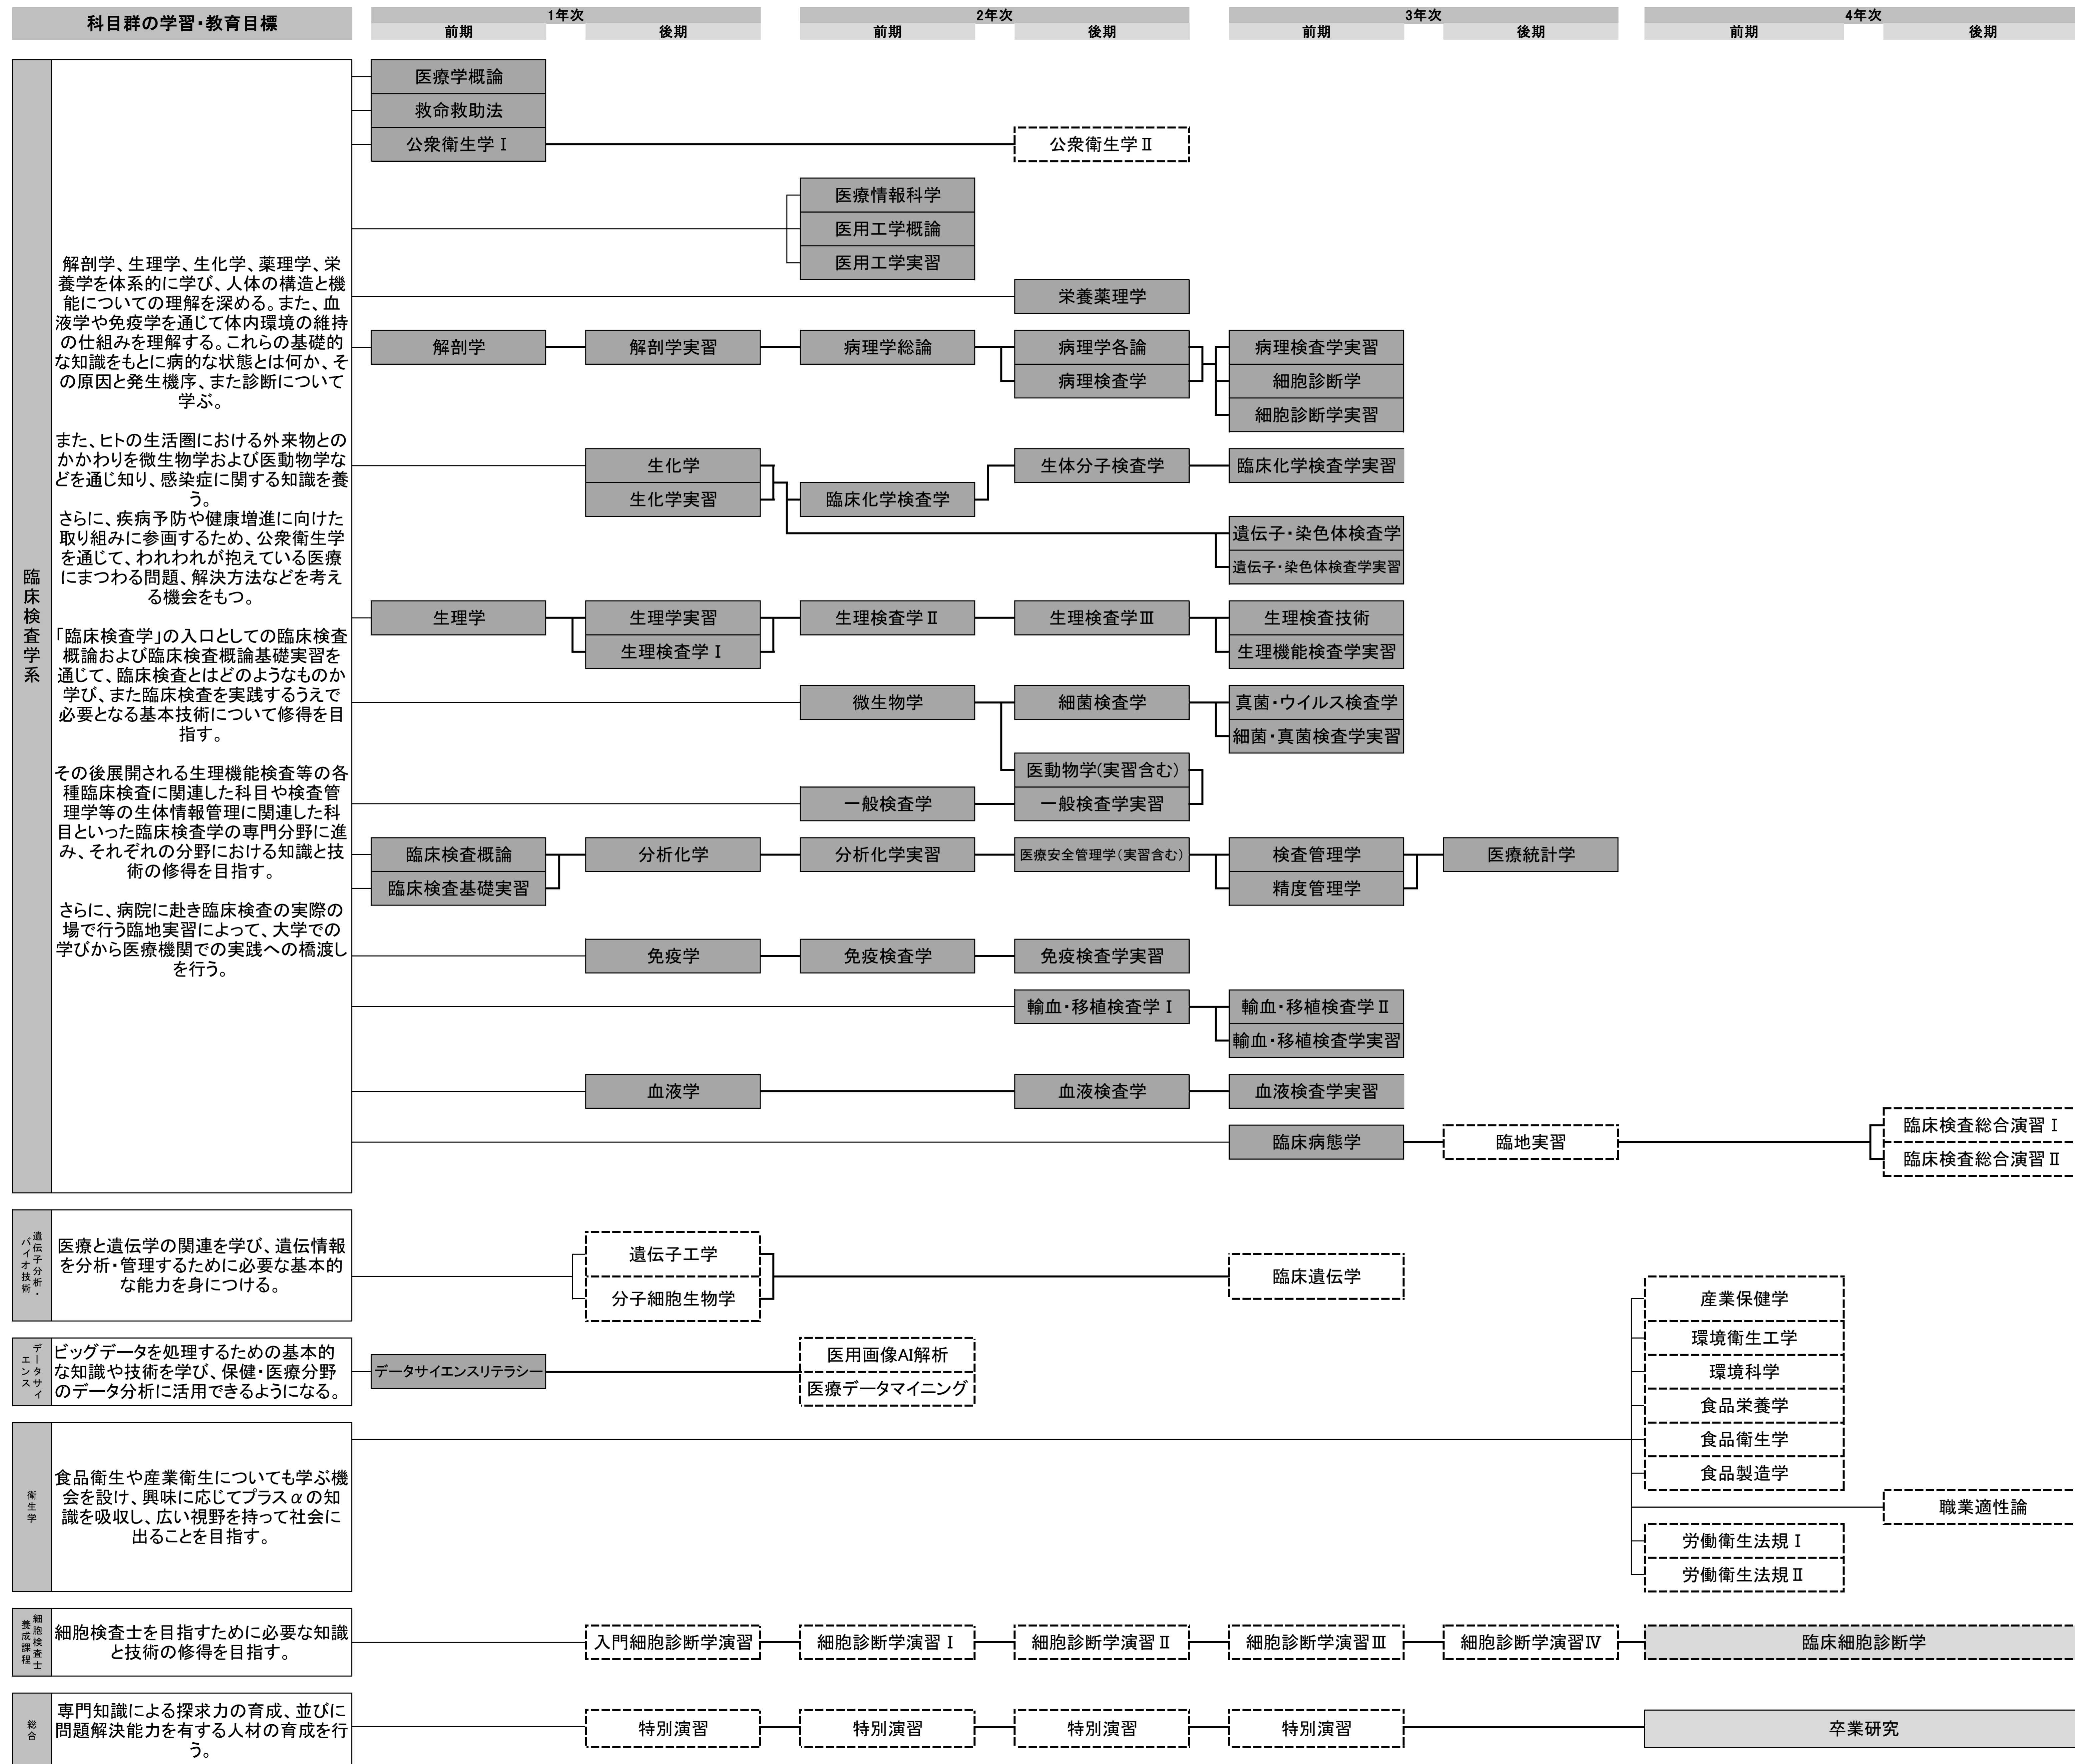 科目群の学習・教育目標
1年次
2年次
3年次
4年次
前期
後期
前期
後期
前期
後期
前期
後期
臨床検査学系
解剖学、生理学、生化学、薬理学、栄
養学を体系的に学び、人体の構造と機
能についての理解を深める。また、血
液学や免疫学を通じて体内環境の維持
の仕組みを理解する。これらの基礎的
な知識をもとに病的な状態とは何か、そ
の原因と発生機序、また診断について
学ぶ。
また、ヒトの生活圏における外来物との
かかわりを微生物学および医動物学な
どを通じ知り、感染症に関する知識を養
う。
さらに、疾病予防や健康増進に向けた
取り組みに参画するため、公衆衛生学
を通じて、われわれが抱えている医療
にまつわる問題、解決方法などを考え
る機会をもつ。
「臨床検査学」の入口としての臨床検査
概論および臨床検査概論基礎実習を
通じて、臨床検査とはどのようなものか
学び、また臨床検査を実践するうえで
必要となる基本技術について修得を目
指す。
その後展開される生理機能検査等の各
種臨床検査に関連した科目や検査管
理学等の生体情報管理に関連した科
目といった臨床検査学の専門分野に進
み、それぞれの分野における知識と技
術の修得を目指す。
さらに、病院に赴き臨床検査の実際の
場で行う臨地実習によって、大学での
学びから医療機関での実践への橋渡し
を行う。
医療学概論
救命救助法
公衆衛生学Ⅰ
公衆衛生学Ⅱ
医療情報科学
医用工学概論
医用工学実習
栄養薬理学
解剖学
解剖学実習
病理学総論
病理学各論
病理検査学実習
病理検査学
細胞診断学
細胞診断学実習
生化学
生体分子検査学
臨床化学検査学実習
生化学実習
臨床化学検査学
遺伝子・染色体検査学
遺伝子・染色体検査学実習
生理学
生理学実習
生理検査学Ⅱ
生理検査学Ⅲ
生理検査技術
生理検査学Ⅰ
生理機能検査学実習
微生物学
細菌検査学
真菌・ウイルス検査学
細菌・真菌検査学実習
医動物学(実習含む)
一般検査学
一般検査学実習
臨床検査概論
分析化学
分析化学実習
医療安全管理学(実習含む)
検査管理学
医療統計学
臨床検査基礎実習
精度管理学
免疫学
免疫検査学
免疫検査学実習
輸血・移植検査学Ⅰ
輸血・移植検査学Ⅱ
輸血・移植検査学実習
血液学
血液検査学
血液検査学実習
臨床病態学
臨地実習
臨床検査総合演習Ⅰ
臨床検査総合演習Ⅱ
遺伝子分析・
バイオ技術
医療と遺伝学の関連を学び、遺伝情報
を分析・管理するために必要な基本的
な能力を身につける。
遺伝子工学
分子細胞生物学
臨床遺伝学
データサイ
エンス
ビッグデータを処理するための基本的
な知識や技術を学び、保健・医療分野
のデータ分析に活用できるようになる。
データサイエンスリテラシー
医用画像AI解析
医療データマイニング
衛生学
食品衛生や産業衛生についても学ぶ機
会を設け、興味に応じてプラスαの知
識を吸収し、広い視野を持って社会に
出ることを目指す。
産業保健学
環境衛生工学
環境科学
食品栄養学
食品衛生学
食品製造学
職業適性論
労働衛生法規Ⅰ
労働衛生法規Ⅱ
細胞検査士
養成課程
細胞検査士を目指すために必要な知識
と技術の修得を目指す。
入門細胞診断学演習
細胞診断学演習Ⅰ
細胞診断学演習Ⅱ
細胞診断学演習Ⅲ
細胞診断学演習Ⅳ
臨床細胞診断学
総合
専門知識による探求力の育成、並びに
問題解決能力を有する人材の育成を行
う。
特別演習
特別演習
特別演習
特別演習
卒業研究